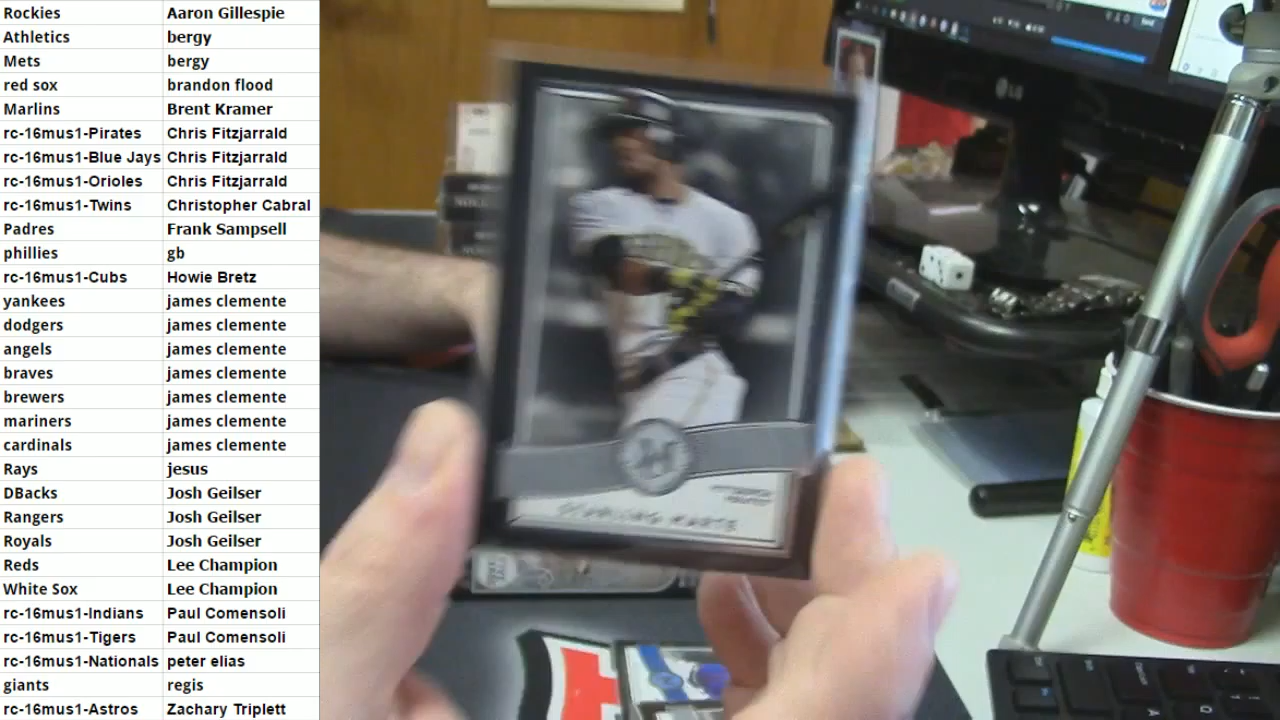 Rockies Aaron Gillespie
Athletics bergy
Mets bergy
red sox brandon flood
Marlins Brent Kramer
rc-16mus1-Pirates Chris Fitzjarrald
rc-16mus1-Blue Jays Chris Fitzjarrald
rc-16mus1-Orioles Chris Fitzjarrald
rc-16mus1-Twins Christopher Cabral
Padres Frank Sampsell
phillies gb
rc-16mus1-Cubs Howie Bretz
yankees james clemente
dodgers james clemente
angels james clemente
braves james clemente
brewers james clemente
mariners james clemente
cardinals james clemente
Rays jesus
DBacks Josh Geilser
Rangers Josh Geilser
Royals Josh Geilser
Reds Lee Champion
White Sox Lee Champion
rc-16mus1-Indians Paul Comensoli
rc-16mus1-Tigers Paul Comensoli
rc-16mus1-Nationals peter elias
giants regis
rc-16mus1-Astros Zachary Triplett
LG
STARLING MARTE